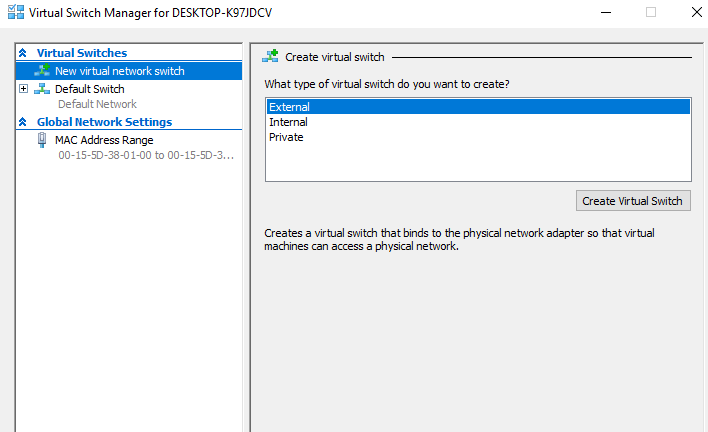 Virtual Switch Manager for DESKTOP-K97JDCV
Virtual Switches
New virtual network switch
Default Switch
Default Network
Global Network Settings
MAC Address Range
00-15-5D-38-01-00 to 00-15-5D-3...
Create virtual switch
What type of virtual switch do you want to create?
External
Internal
Private
Create Virtual Switch
Creates a virtual switch that binds to the physical network adapter so that virtual
machines can access a physical network.